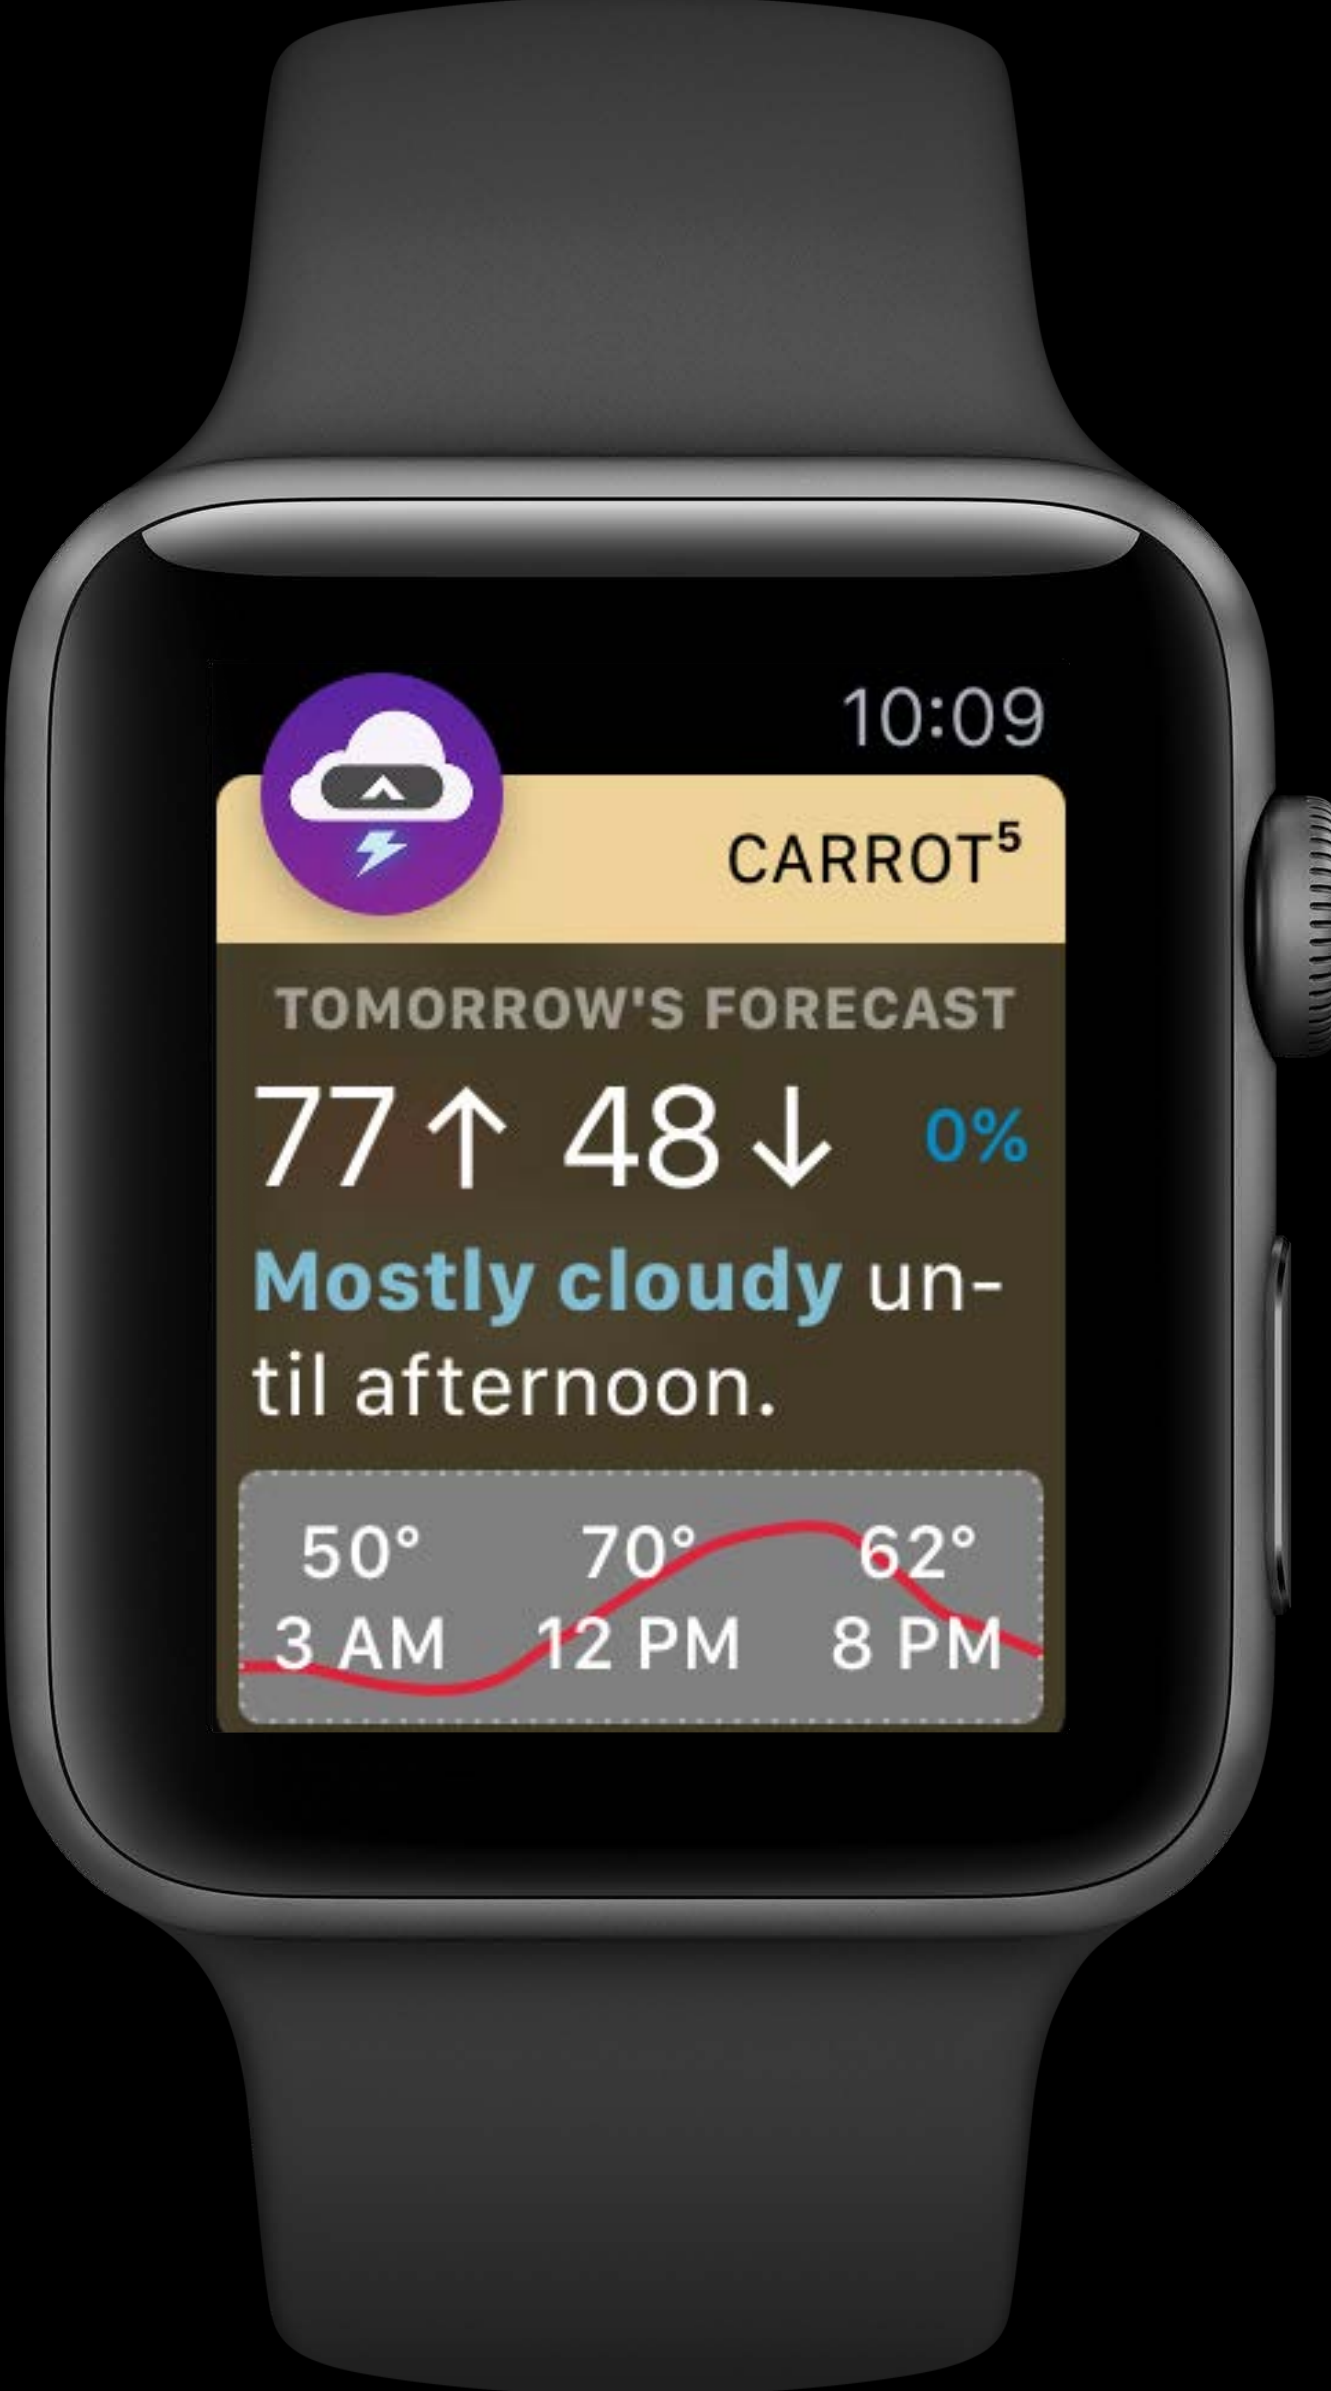 10:09
CARROT⁵
TOMORROW'S FORECAST
77↑ 48↓ 0%
Mostly cloudy un-
til afternoon.
50° 70° 62°
3 AM 12 PM 8 PM